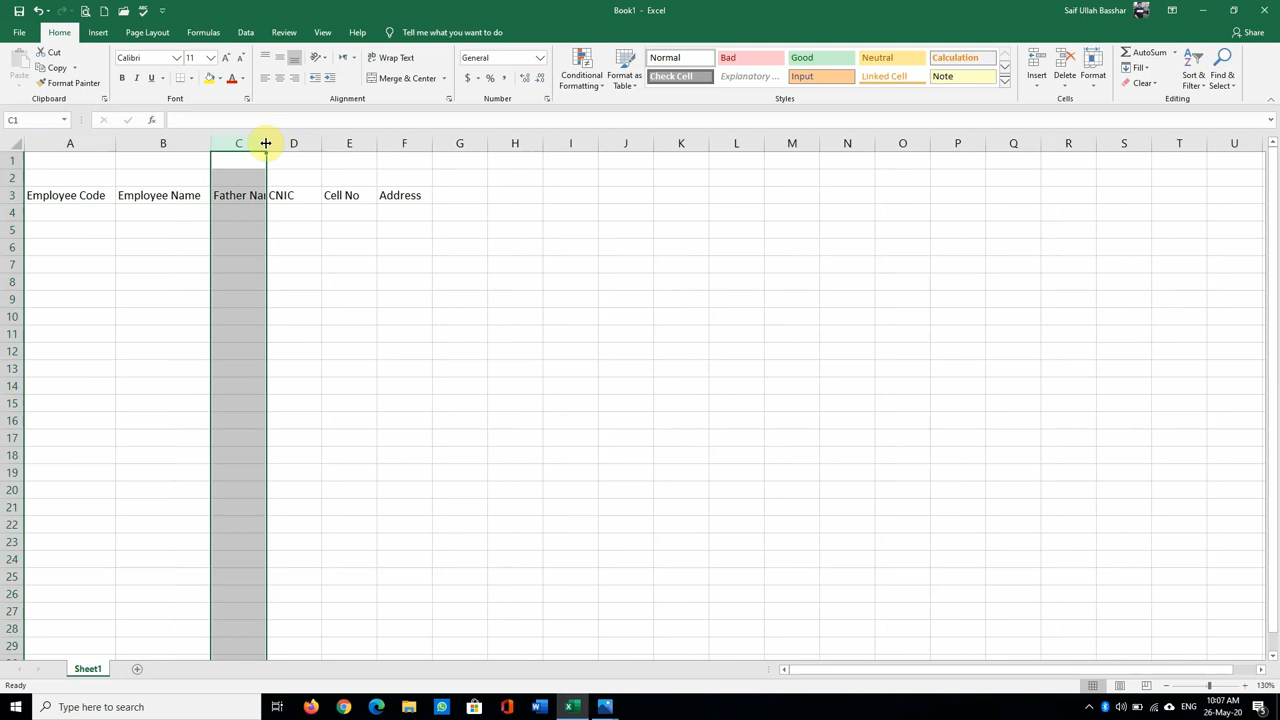 Book1 - Excel
Saif Ullah Basshar
File Home Insert Page Layout Formulas Data Review View Help Tell me what you want to do
Share
Paste
Cut
Copy
Format Painter
Clipboard
Calibri 11
B I U
Font
Wrap Text
Merge & Center
Alignment
General
Number
Conditional Formatting
Format as Table
Normal Bad Good Neutral Calculation
Check Cell Explanatory ... Input Linked Cell Note
Styles
Insert Delete Format
Cells
AutoSum
Fill
Clear
Sort & Filter
Find & Select
Editing
C1
fx
A B C D E F G H I J K L M N O P Q R S T U
1
2
3 Employee Code Employee Name Father Nar CNIC Cell No Address
4
5
6
7
8
9
10
11
12
13
14
15
16
17
18
19
20
21
22
23
24
25
26
27
28
29
Sheet1
Ready
130%
Type here to search
ENG
10:07 AM
26-May-20